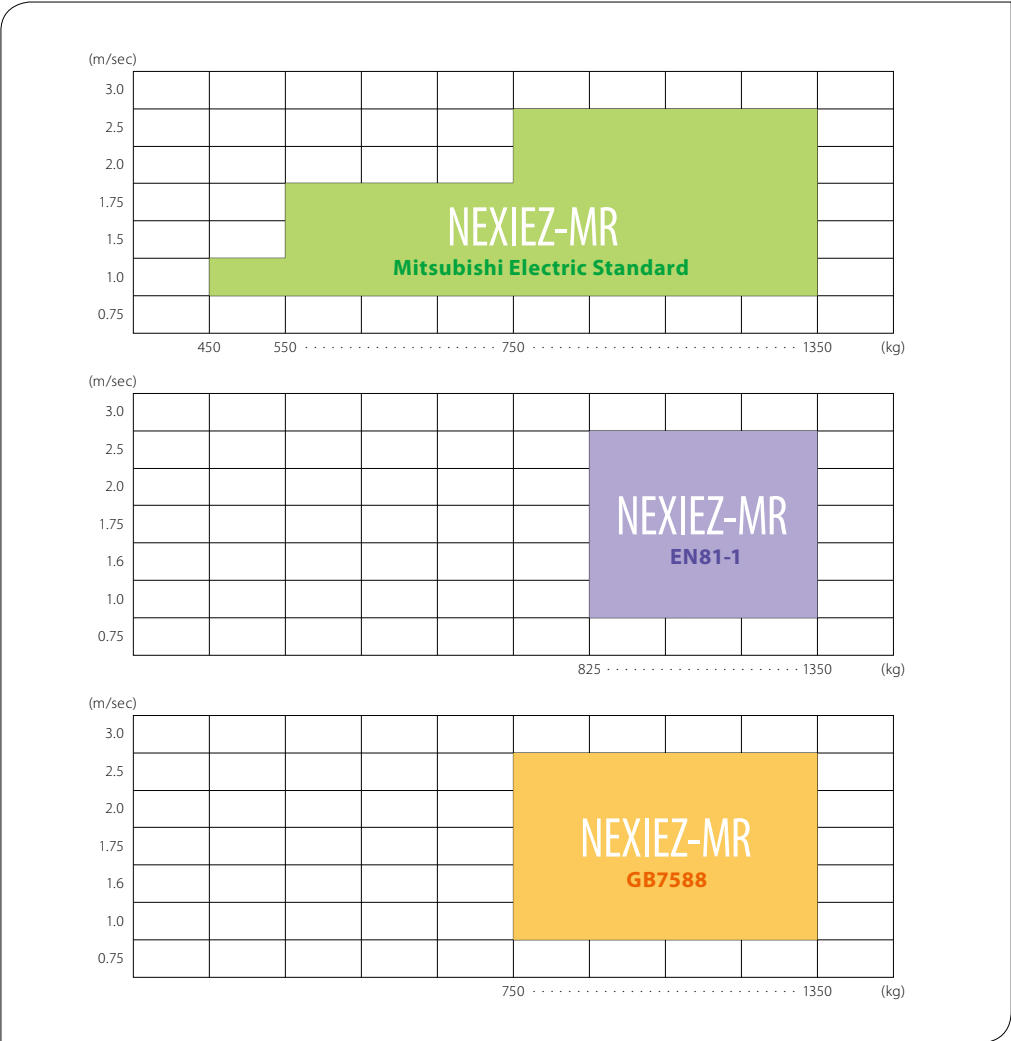 (m/sec)
3.0
2.5
2.0
1.75
1.5
1.0
0.75
NEXIEZ-MR
Mitsubishi Electric Standard
450 550 750 1350 (kg)
(m/sec)
3.0
2.5
2.0
1.75
1.6
1.0
0.75
NEXIEZ-MR
EN81-1
825 1350 (kg)
(m/sec)
3.0
2.5
2.0
1.75
1.6
1.0
0.75
NEXIEZ-MR
GB7588
750 1350 (kg)